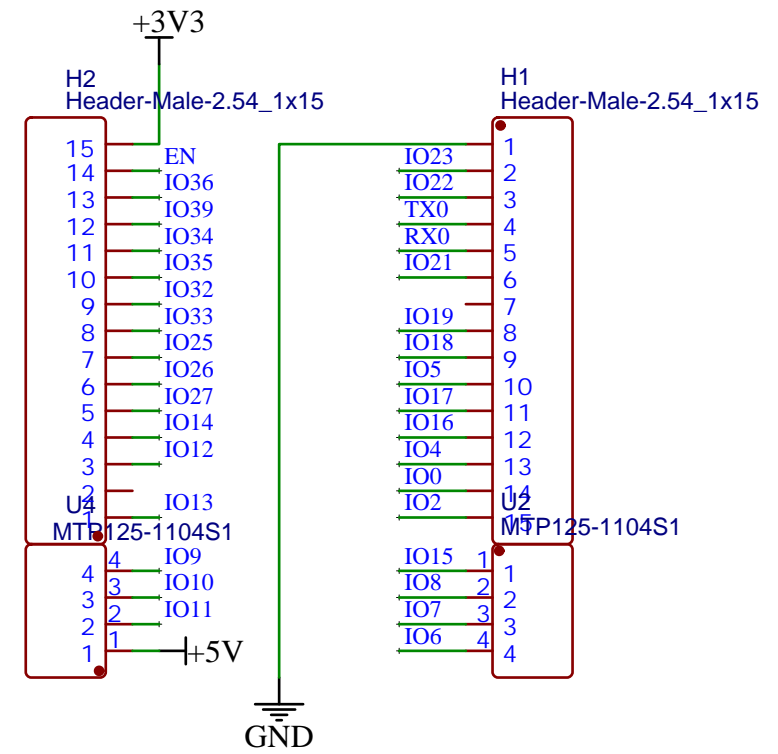 +3V3
H2
Header-Male-2.54_1x15
15
14 EN
13 IO36
12 IO39
11 IO34
10 IO35
9 IO32
8 IO33
7 IO25
6 IO26
5 IO27
4 IO14
3 IO12
2
1 IO13
U4
MTP125-1104S1
4 4 IO9
3 3 IO10
2 2 IO11
1 1 +5V
H1
Header-Male-2.54_1x15
1
IO23 2
IO22 3
TX0 4
RX0 5
IO21 6
7
IO19 8
IO18 9
IO5 10
IO17 11
IO16 12
IO4 13
IO0 14
IO2 15
U2
MTP125-1104S1
IO15 1 1
IO8 2 2
IO7 3 3
IO6 4 4
GND